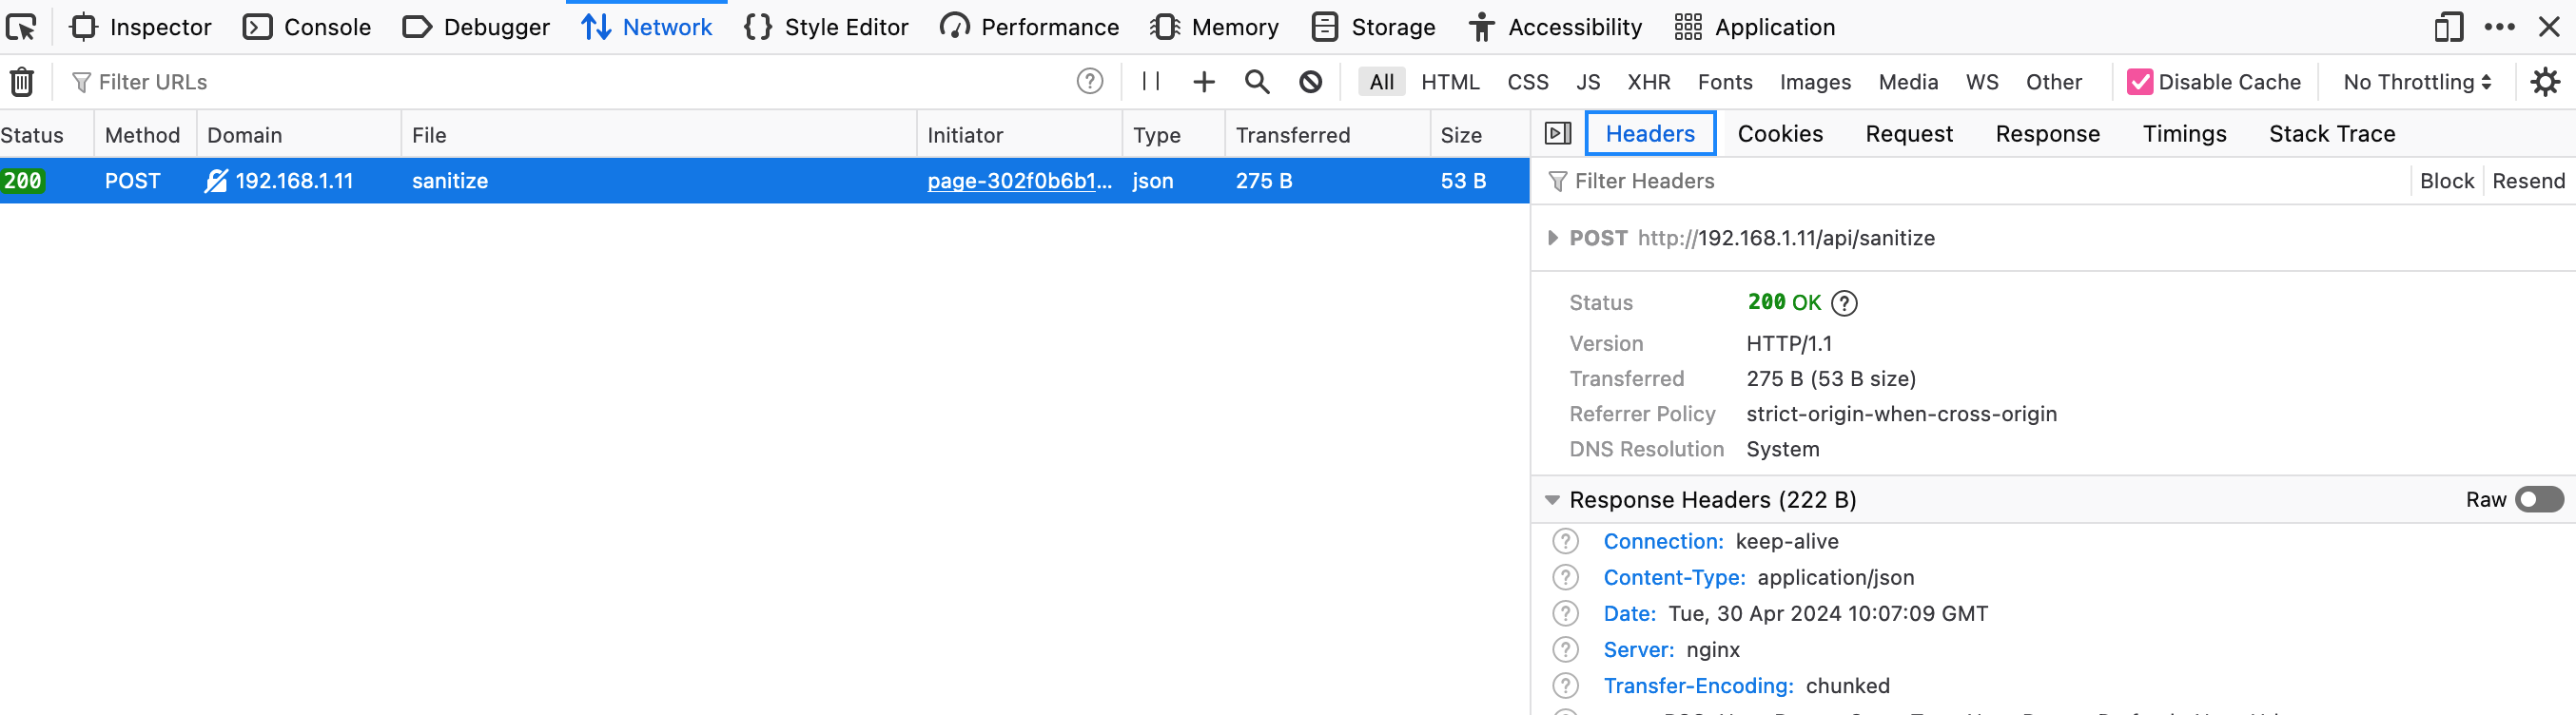 Inspector Console Debugger Network Style Editor Performance Memory Storage Accessibility Application
Filter URLs All HTML CSS JS XHR Fonts Images Media WS Other Disable Cache No Throttling
Status Method Domain File Initiator Type Transferred Size
200 POST 192.168.1.11 sanitize page-302f0b6b1... json 275 B 53 B
Headers Cookies Request Response Timings Stack Trace
Filter Headers Block Resend
POST http://192.168.1.11/api/sanitize
Status 200 OK
Version HTTP/1.1
Transferred 275 B (53 B size)
Referrer Policy strict-origin-when-cross-origin
DNS Resolution System
Response Headers (222 B) Raw
Connection: keep-alive
Content-Type: application/json
Date: Tue, 30 Apr 2024 10:07:09 GMT
Server: nginx
Transfer-Encoding: chunked